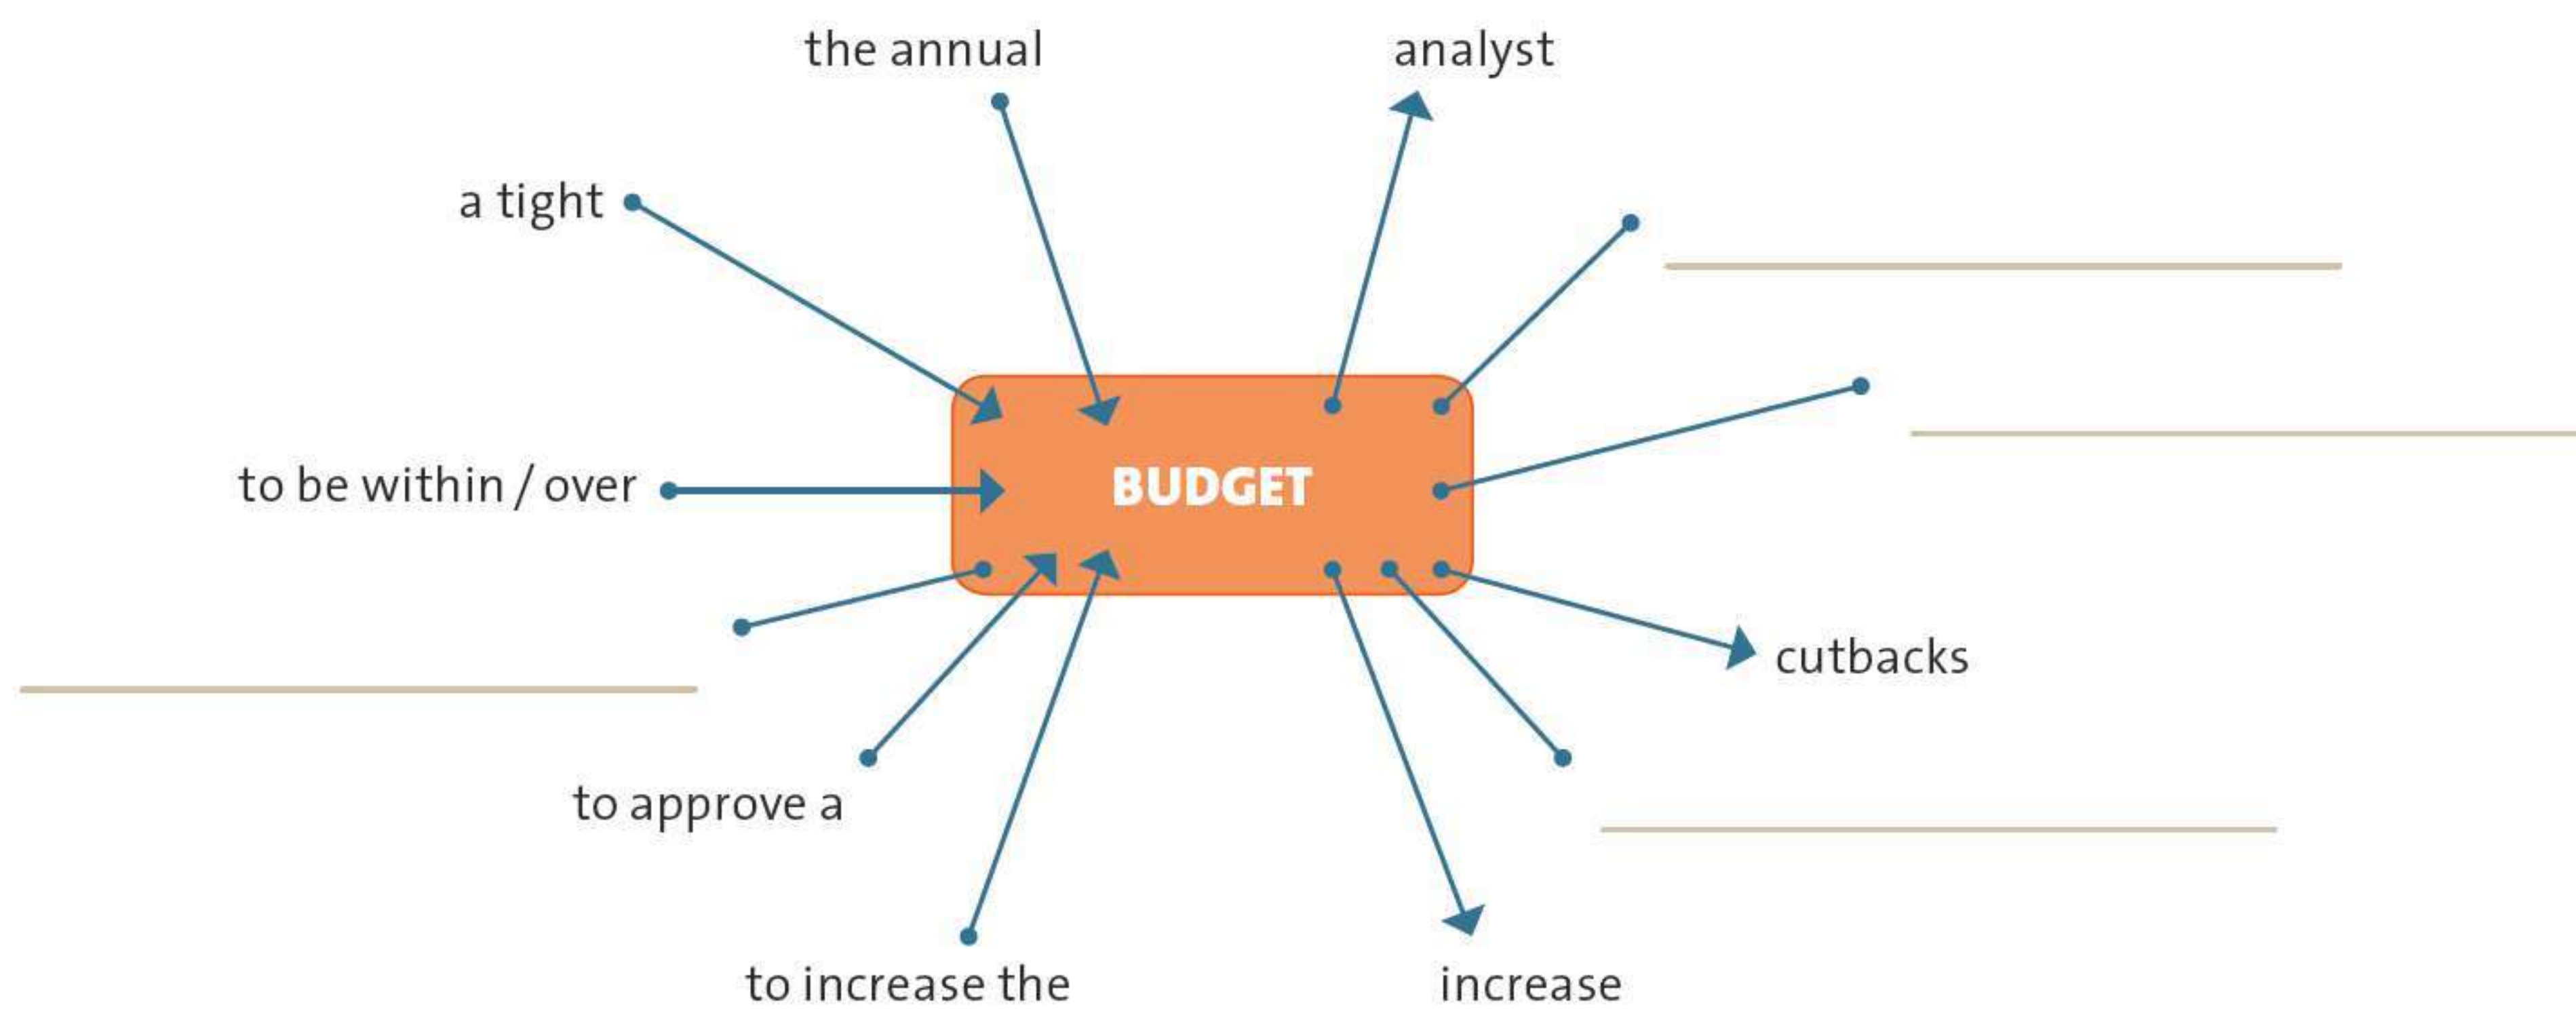 the annual
analyst
a tight
to be within / over
BUDGET
cutbacks
to approve a
to increase the
increase